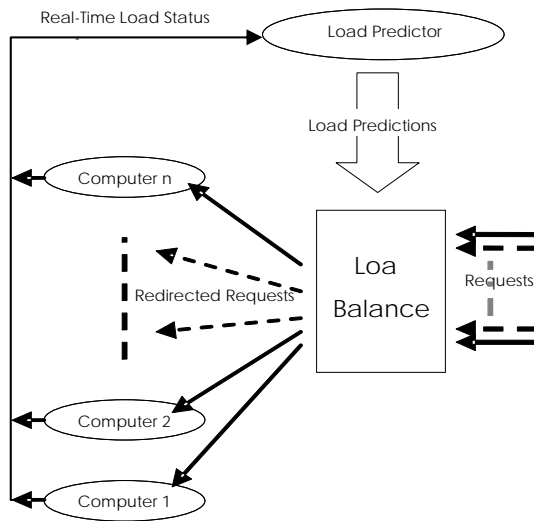 Real-Time Load Status
Load Predictor
Load Predictions
Computer n
Loa
Balance
Redirected Requests
Requests
Computer 2
Computer 1